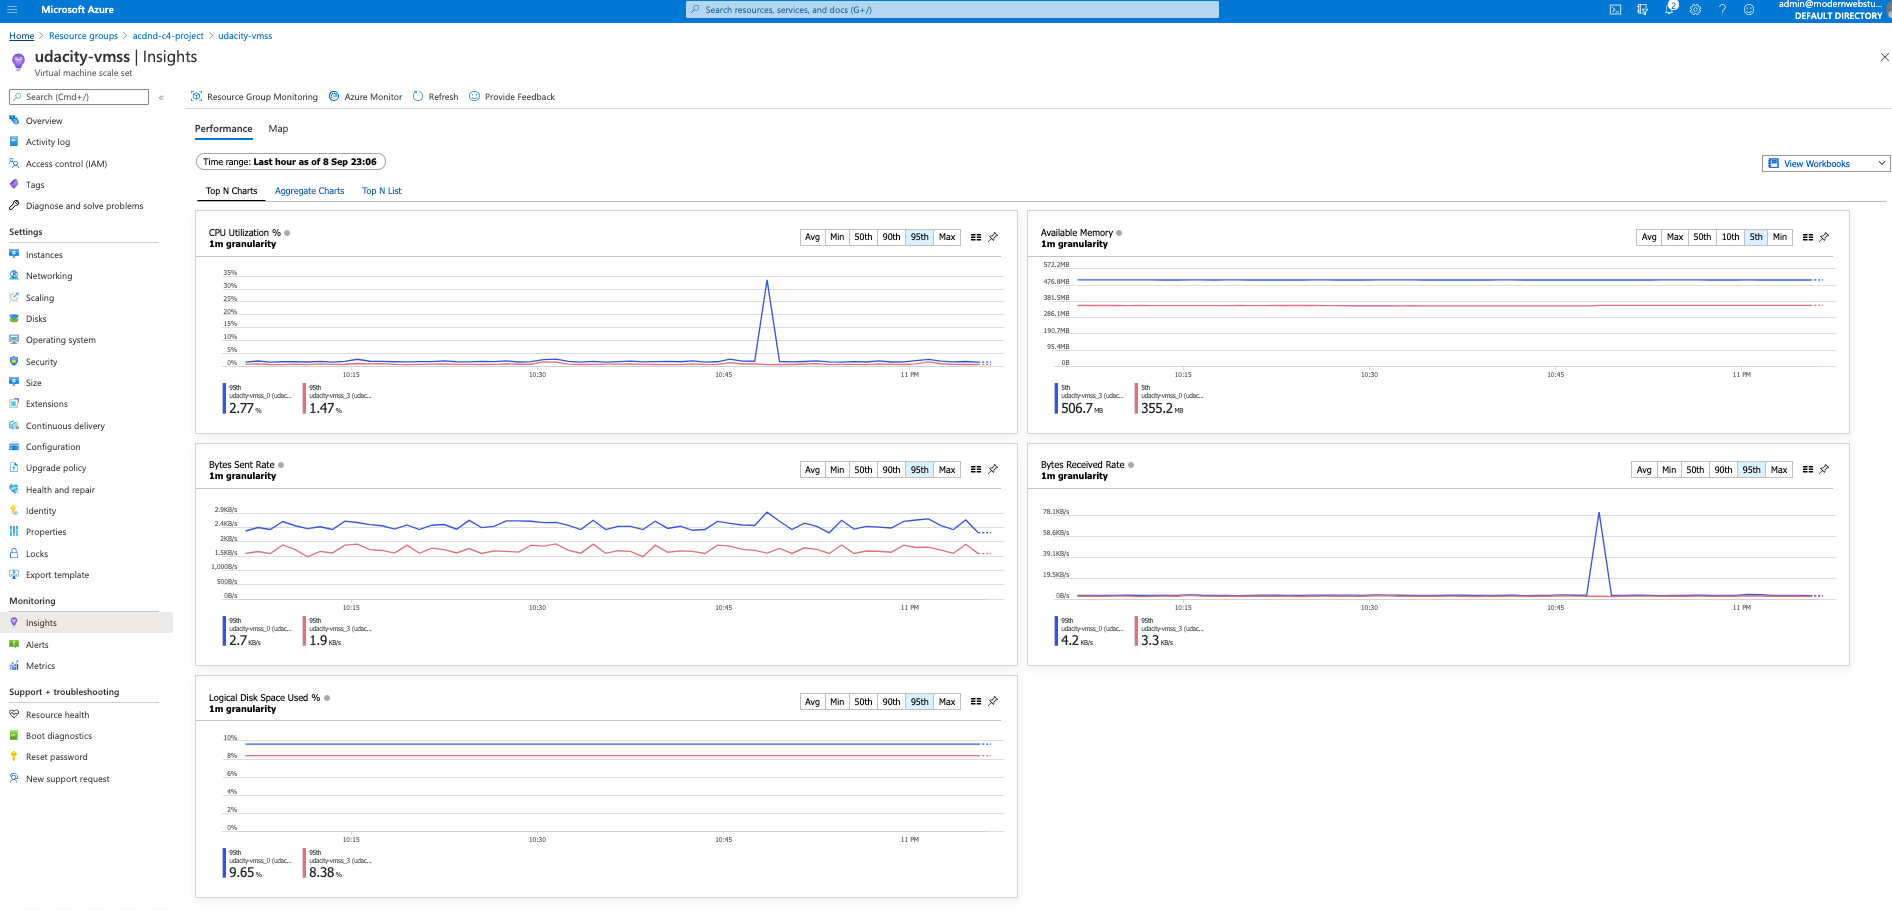 Microsoft Azure
Search resources, services, and docs (G+/)
2
admin@modernwebstu...
DEFAULT DIRECTORY
Home > Resource groups > acdnd-c4-project > udacity-vmss
udacity-vmss | Insights
Virtual machine scale set
Search (Cmd+/)
«
Overview
Activity log
Access control (IAM)
Tags
Diagnose and solve problems
Settings
Instances
Networking
Scaling
Disks
Operating system
Security
Size
Extensions
Continuous delivery
Configuration
Upgrade policy
Health and repair
Identity
Properties
Locks
Export template
Monitoring
Insights
Alerts
Metrics
Support + troubleshooting
Resource health
Boot diagnostics
Reset password
New support request
Resource Group Monitoring Azure Monitor Refresh Provide Feedback
Performance Map
Time range: Last hour as of 8 Sep 23:06
View Workbooks
Top N Charts Aggregate Charts Top N List
CPU Utilization %
1m granularity
Avg Min 50th 90th 95th Max
35%
30%
25%
20%
15%
10%
5%
0%
10:15 10:30 10:45 11 PM
95th
udacity-vmss_0 (udac...
2.77 %
95th
udacity-vmss_3 (udac...
1.47 %
Available Memory
1m granularity
Avg Max 50th 10th 5th Min
572.2MB
476.8MB
381.5MB
286.1MB
190.7MB
95.4MB
0B
10:15 10:30 10:45 11 PM
5th
udacity-vmss_3 (udac...
506.7 MB
5th
udacity-vmss_0 (udac...
355.2 MB
Bytes Sent Rate
1m granularity
Avg Min 50th 90th 95th Max
2.9KB/s
2.4KB/s
2KB/s
1.5KB/s
1,000B/s
500B/s
0B/s
10:15 10:30 10:45 11 PM
95th
udacity-vmss_0 (udac...
2.7 KB/s
95th
udacity-vmss_3 (udac...
1.9 KB/s
Bytes Received Rate
1m granularity
Avg Min 50th 90th 95th Max
78.1KB/s
58.6KB/s
39.1KB/s
19.5KB/s
0B/s
10:15 10:30 10:45 11 PM
95th
udacity-vmss_0 (udac...
4.2 KB/s
95th
udacity-vmss_3 (udac...
3.3 KB/s
Logical Disk Space Used %
1m granularity
Avg Min 50th 90th 95th Max
10%
8%
6%
4%
2%
0%
10:15 10:30 10:45 11 PM
95th
udacity-vmss_0 (udac...
9.65 %
95th
udacity-vmss_3 (udac...
8.38 %